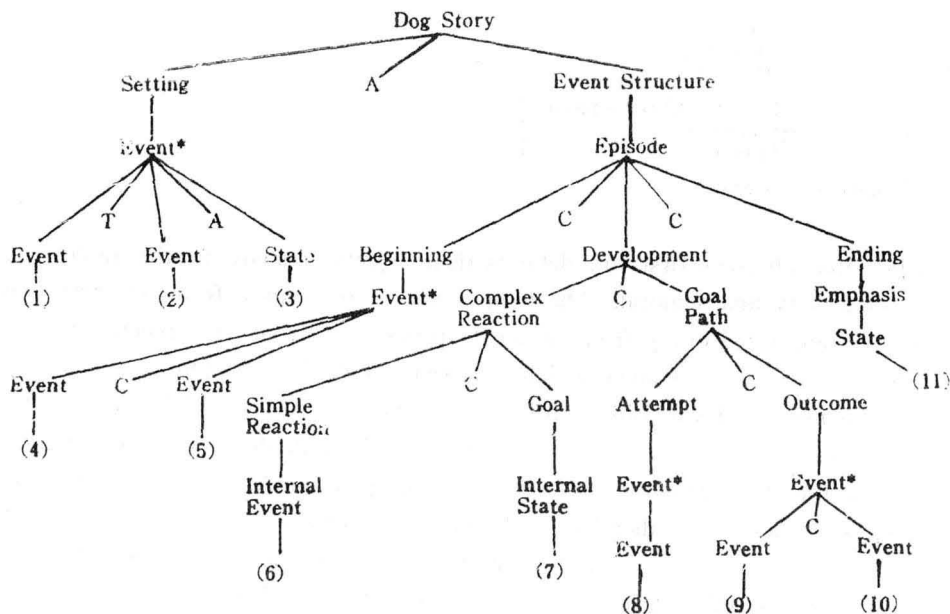 Dog Story
Setting A Event Structure
Event* Episode
T A C C
Event Event State Beginning Development Ending
(1) (2) (3) Event* Complex Reaction C Goal Path Emphasis
State
Event C Event C C (11)
(4) (5) Simple Reaction Goal Attempt Outcome
Internal Event Internal State Event* Event*
C
(6) (7) Event Event Event
(8) (9) (10)